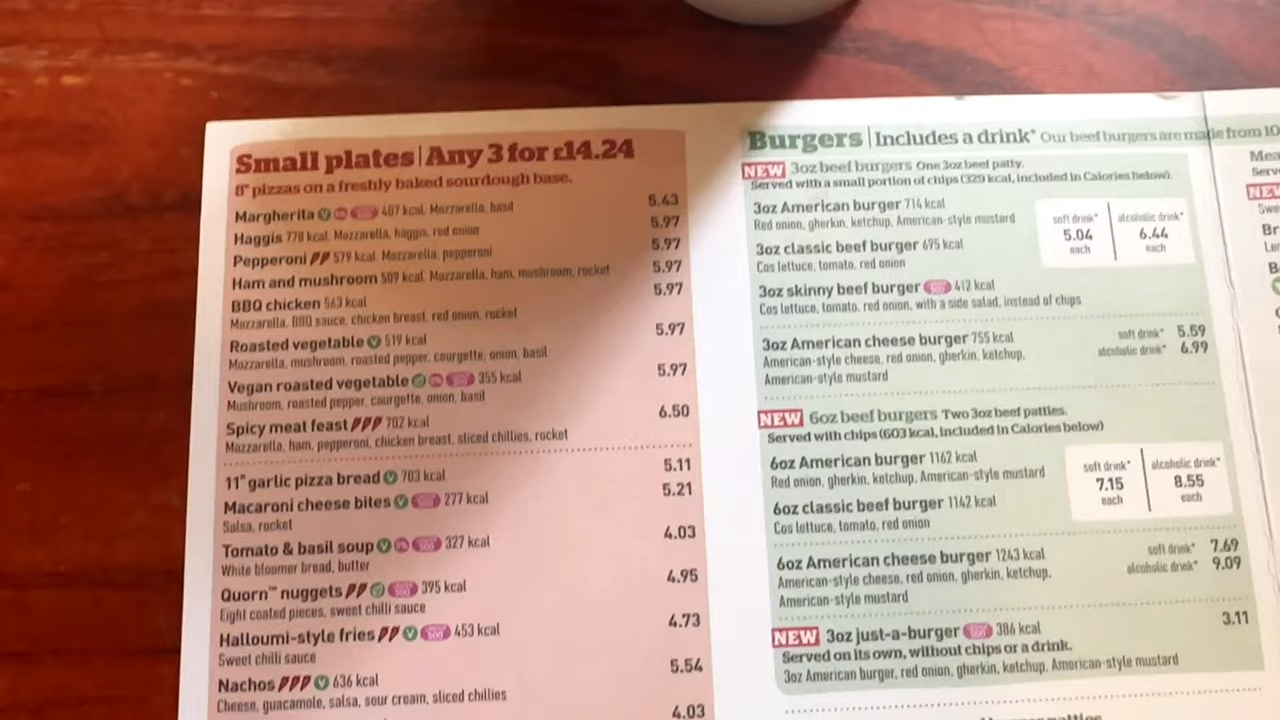 Small plates | Any 3 for £14.24
8" pizzas on a freshly baked sourdough base.
Margherita V 407 kcal. Mozzarella, basil 5.43
Haggis 778 kcal. Mozzarella, haggis, red onion 5.97
Pepperoni 579 kcal. Mozzarella, pepperoni 5.97
Ham and mushroom 509 kcal. Mozzarella, ham, mushroom, rocket 5.97
BBQ chicken 563 kcal 5.97
Mozzarella, BBQ sauce, chicken breast, red onion, rocket
Roasted vegetable V 519 kcal 5.97
Mozzarella, mushroom, roasted pepper, courgette, onion, basil
Vegan roasted vegetable 355 kcal 5.97
Mushroom, roasted pepper, courgette, onion, basil
Spicy meat feast 702 kcal 6.50
Mozzarella, ham, pepperoni, chicken breast, sliced chillies, rocket
11" garlic pizza bread V 703 kcal 5.11
Macaroni cheese bites V 277 kcal 5.21
Salsa, rocket
Tomato & basil soup V 327 kcal 4.03
White bloomer bread, butter
Quorn™ nuggets 395 kcal 4.95
Eight coated pieces, sweet chilli sauce
Halloumi-style fries V 453 kcal 4.73
Sweet chilli sauce
Nachos V 636 kcal 5.54
Cheese, guacamole, salsa, sour cream, sliced chillies
4.03
Burgers | Includes a drink* Our beef burgers are made from 10
NEW 3oz beef burgers One 3oz beef patty.
Served with a small portion of chips (329 kcal, included in Calories below).
3oz American burger 714 kcal
Red onion, gherkin, ketchup, American-style mustard
3oz classic beef burger 695 kcal
Cos lettuce, tomato, red onion
soft drink* alcoholic drink*
5.04 6.44
each each
3oz skinny beef burger 412 kcal
Cos lettuce, tomato, red onion, with a side salad, instead of chips
3oz American cheese burger 755 kcal soft drink* 5.59
American-style cheese, red onion, gherkin, ketchup, alcoholic drink* 6.99
American-style mustard
NEW 6oz beef burgers Two 3oz beef patties.
Served with chips (603 kcal, included in Calories below)
6oz American burger 1162 kcal
Red onion, gherkin, ketchup, American-style mustard
6oz classic beef burger 1142 kcal
Cos lettuce, tomato, red onion
soft drink* alcoholic drink*
7.15 8.55
each each
6oz American cheese burger 1243 kcal soft drink* 7.69
American-style cheese, red onion, gherkin, ketchup, alcoholic drink* 9.09
American-style mustard
NEW 3oz just-a-burger 386 kcal 3.11
Served on its own, without chips or a drink.
3oz American burger, red onion, gherkin, ketchup, American-style mustard